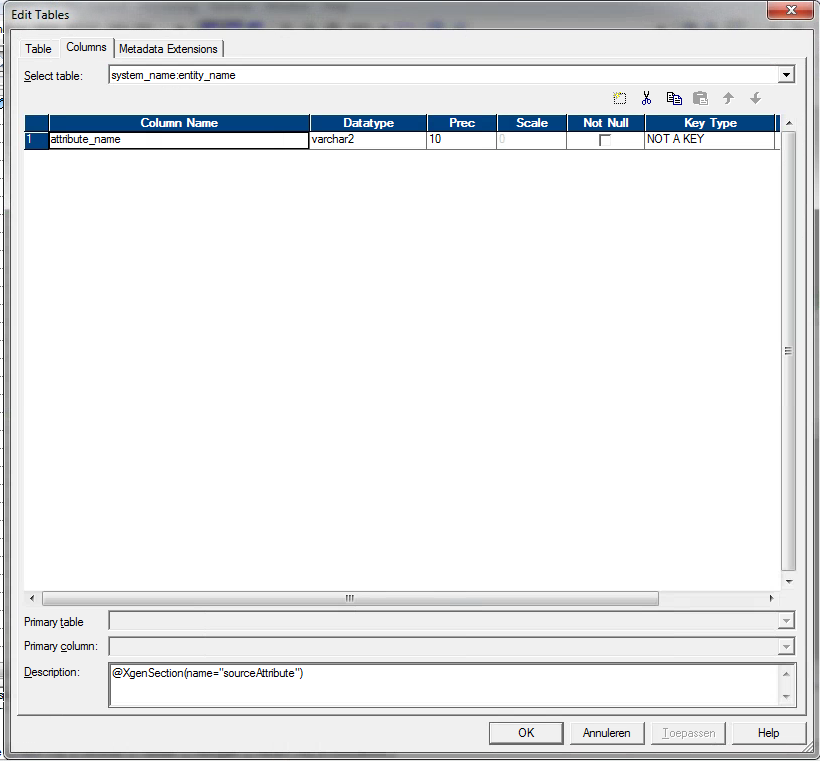 Edit Tables
Table Columns Metadata Extensions
Select table: system_name:entity_name
Column Name Datatype Prec Scale Not Null Key Type
1 attribute_name varchar2 10 0 NOT A KEY
Primary table
Primary column:
Description: @XgenSection(name="sourceAttribute")
OK Annuleren Toepassen Help